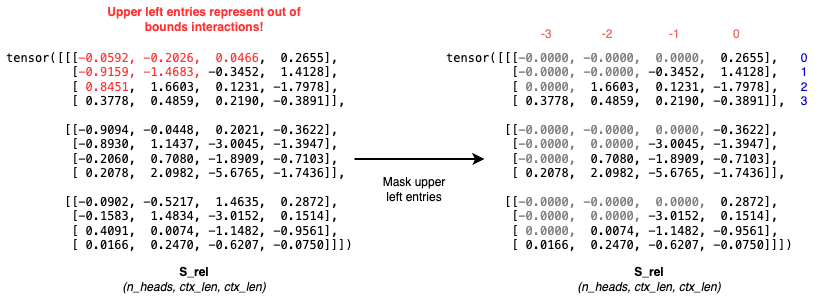 Upper left entries represent out of
bounds interactions!
tensor([[[-0.0592, -0.2026, 0.0466, 0.2655],
[-0.9159, -1.4683, -0.3452, 1.4128],
[ 0.8451, 1.6603, 0.1231, -1.7978],
[ 0.3778, 0.4859, 0.2190, -0.3891]],
[[-0.9094, -0.0448, 0.2021, -0.3622],
[-0.8930, 1.1437, -3.0045, -1.3947],
[-0.2060, 0.7080, -1.8909, -0.7103],
[ 0.2078, 2.0982, -5.6765, -1.7436]],
[[-0.0902, -0.5217, 1.4635, 0.2872],
[-0.1583, 1.4834, -3.0152, 0.1514],
[ 0.4091, 0.0074, -1.1482, -0.9561],
[ 0.0166, 0.2470, -0.6207, -0.0750]]])
S_rel
(n_heads, ctx_len, ctx_len)
Mask upper
left entries
-3 -2 -1 0
tensor([[[-0.0000, -0.0000, 0.0000, 0.2655], 0
[-0.0000, -0.0000, -0.3452, 1.4128], 1
[ 0.0000, 1.6603, 0.1231, -1.7978], 2
[ 0.3778, 0.4859, 0.2190, -0.3891]], 3
[[-0.0000, -0.0000, 0.0000, -0.3622],
[-0.0000, 0.0000, -3.0045, -1.3947],
[-0.0000, 0.7080, -1.8909, -0.7103],
[ 0.2078, 2.0982, -5.6765, -1.7436]],
[[-0.0000, -0.0000, 0.0000, 0.2872],
[-0.0000, 0.0000, -3.0152, 0.1514],
[ 0.0000, 0.0074, -1.1482, -0.9561],
[ 0.0166, 0.2470, -0.6207, -0.0750]]])
S_rel
(n_heads, ctx_len, ctx_len)